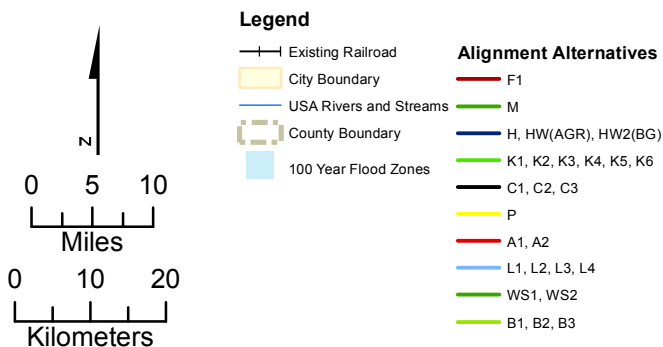 N
0 5 10
Miles
0 10 20
Kilometers
Legend
Existing Railroad
City Boundary
USA Rivers and Streams
County Boundary
100 Year Flood Zones
Alignment Alternatives
F1
M
H, HW(AGR), HW2(BG)
K1, K2, K3, K4, K5, K6
C1, C2, C3
P
A1, A2
L1, L2, L3, L4
WS1, WS2
B1, B2, B3